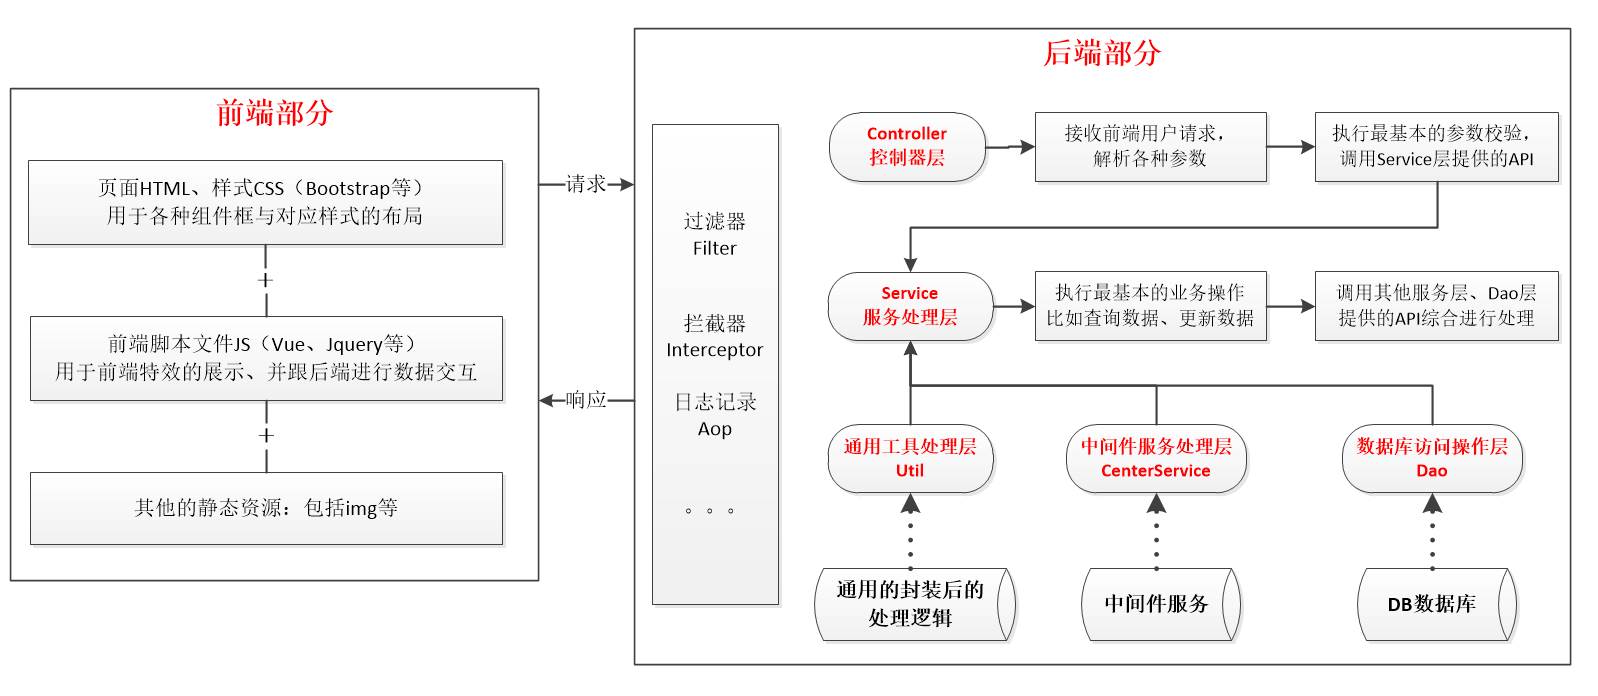 前端部分
页面HTML、样式CSS（Bootstrap等）
用于各种组件框与对应样式的布局
前端脚本文件JS（Vue、Jquery等）
用于前端特效的展示、并跟后端进行数据交互
其他的静态资源：包括img等
请求
响应
后端部分
过滤器
Filter
拦截器
Interceptor
日志记录
Aop
。。。
Controller
控制器层
接收前端用户请求，
解析各种参数
执行最基本的参数校验，
调用Service层提供的API
Service
服务处理层
执行最基本的业务操作
比如查询数据、更新数据
调用其他服务层、Dao层
提供的API综合进行处理
通用工具处理层
Util
中间件服务处理层
CenterService
数据库访问操作层
Dao
通用的封装后的
处理逻辑
中间件服务
DB数据库